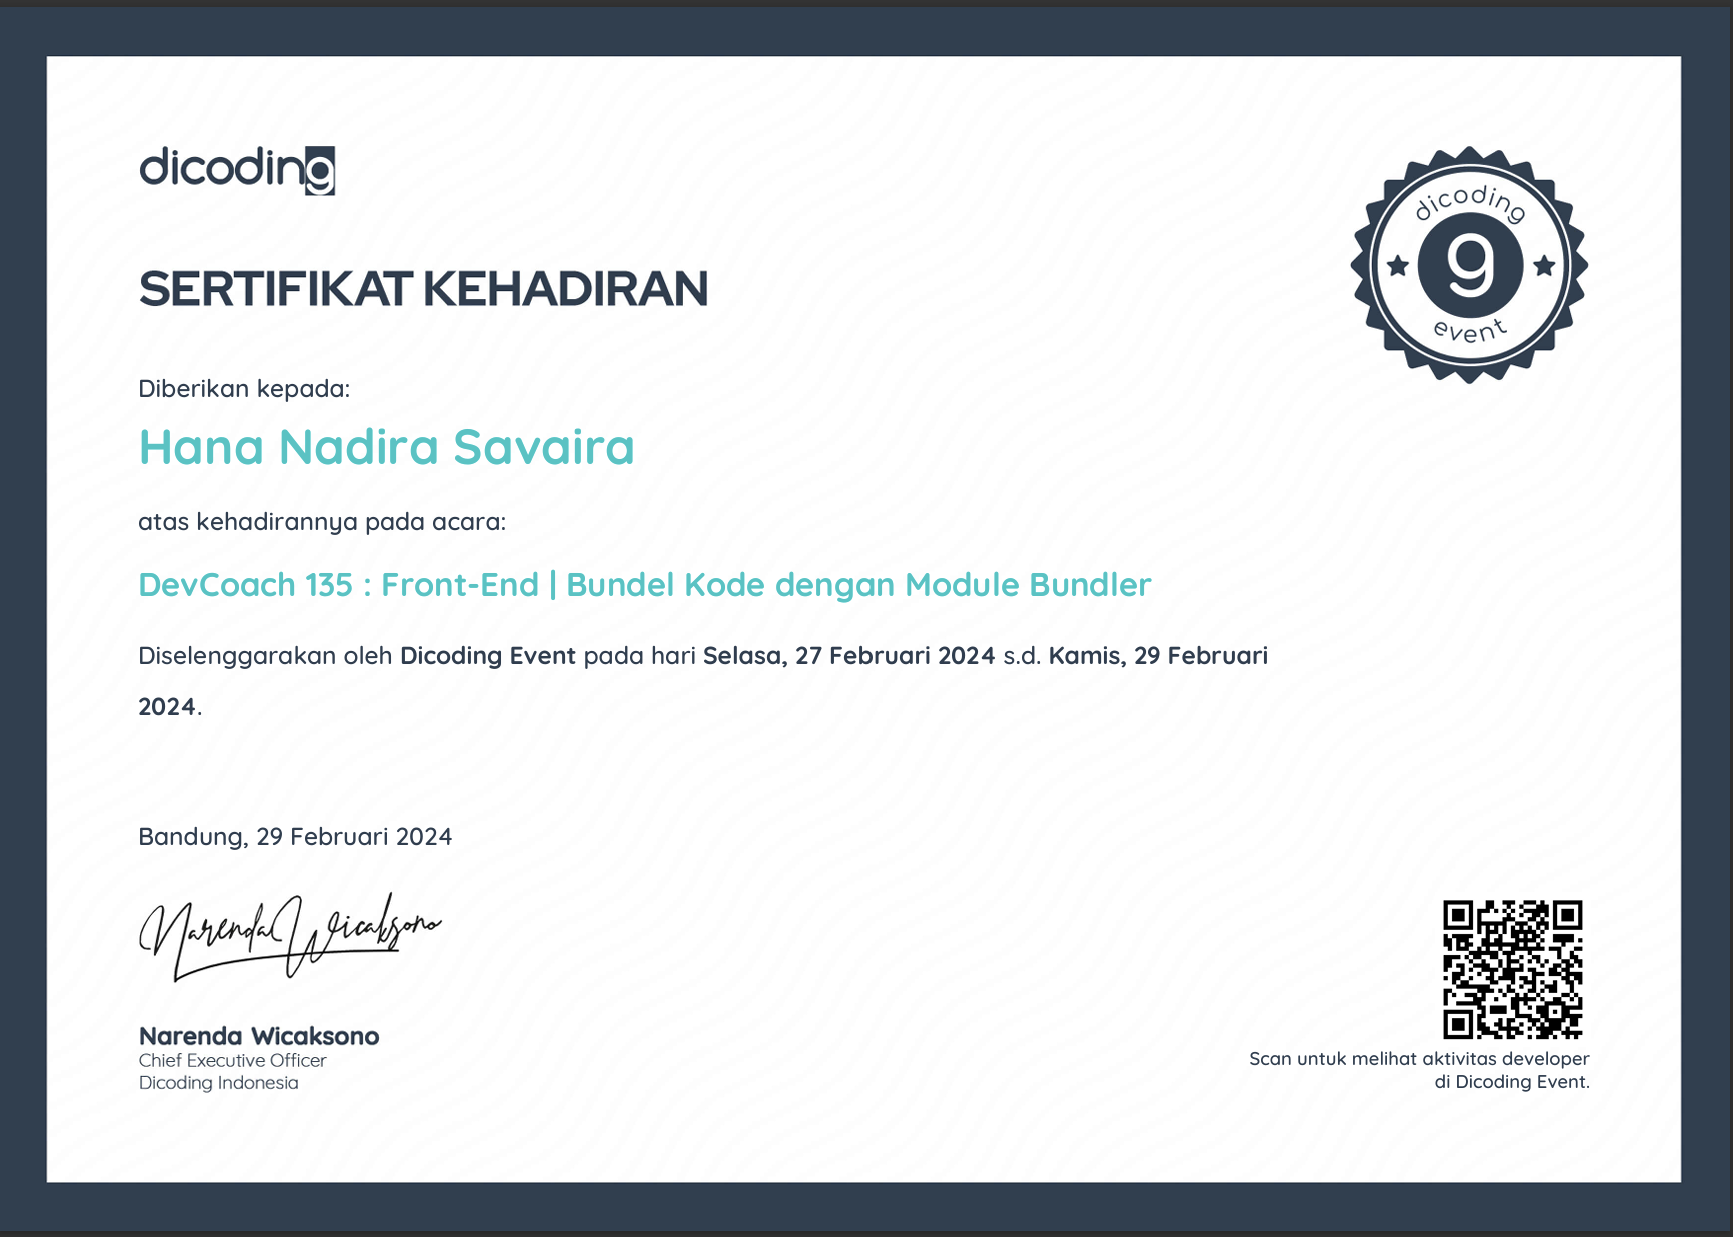 dicoding
SERTIFIKAT KEHADIRAN
dicoding
g
event
Diberikan kepada:
Hana Nadira Savaira
atas kehadirannya pada acara:
DevCoach 135 : Front-End | Bundel Kode dengan Module Bundler
Diselenggarakan oleh Dicoding Event pada hari Selasa, 27 Februari 2024 s.d. Kamis, 29 Februari
2024.
Bandung, 29 Februari 2024
Narenda Wicaksono
Narenda Wicaksono
Chief Executive Officer
Dicoding Indonesia
Scan untuk melihat aktivitas developer
di Dicoding Event.